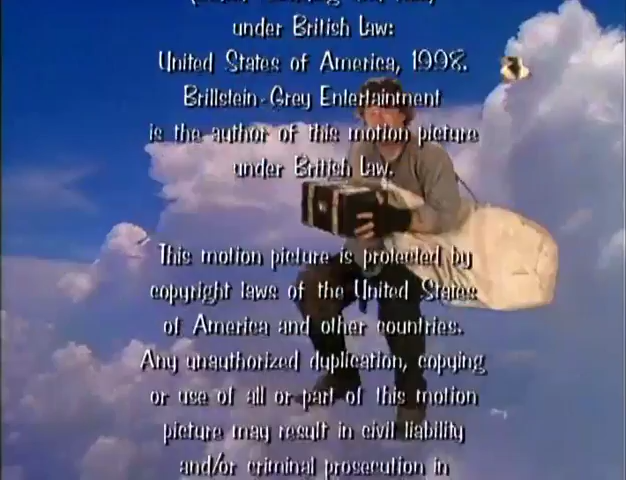 under British Law:
United States of America, 1998.
Brillstein-Grey Entertainment
is the author of this motion picture
under British Law.
This motion picture is protected by
copyright laws of the United States
of America and other countries.
Any unauthorized duplication, copying
or use of all or part of this motion
picture may result in civil liability
and/or criminal prosecution in